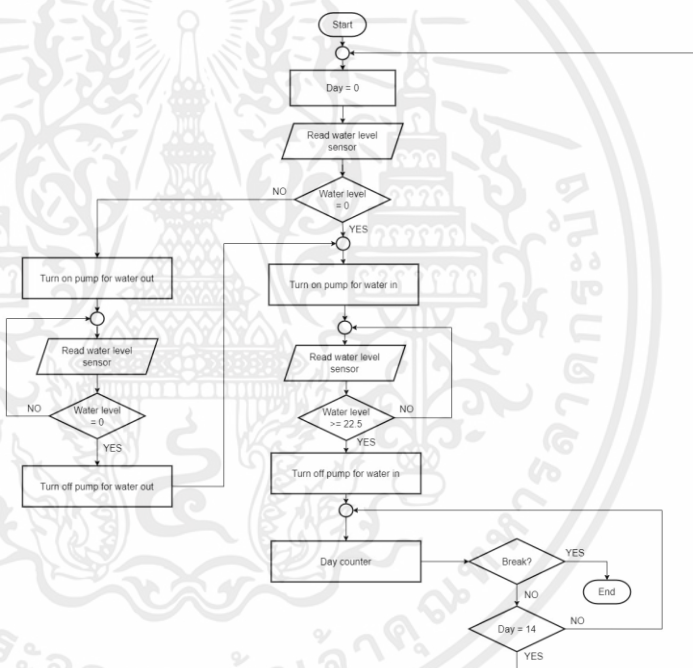 Start
Day = 0
Read water level
sensor
Water level
= 0
NO
YES
Turn on pump for water out
Read water level
sensor
Water level
= 0
NO
YES
Turn off pump for water out
Turn on pump for water in
Read water level
sensor
Water level
>= 22.5
NO
YES
Turn off pump for water in
Day counter
Break?
YES
End
NO
Day = 14
NO
YES